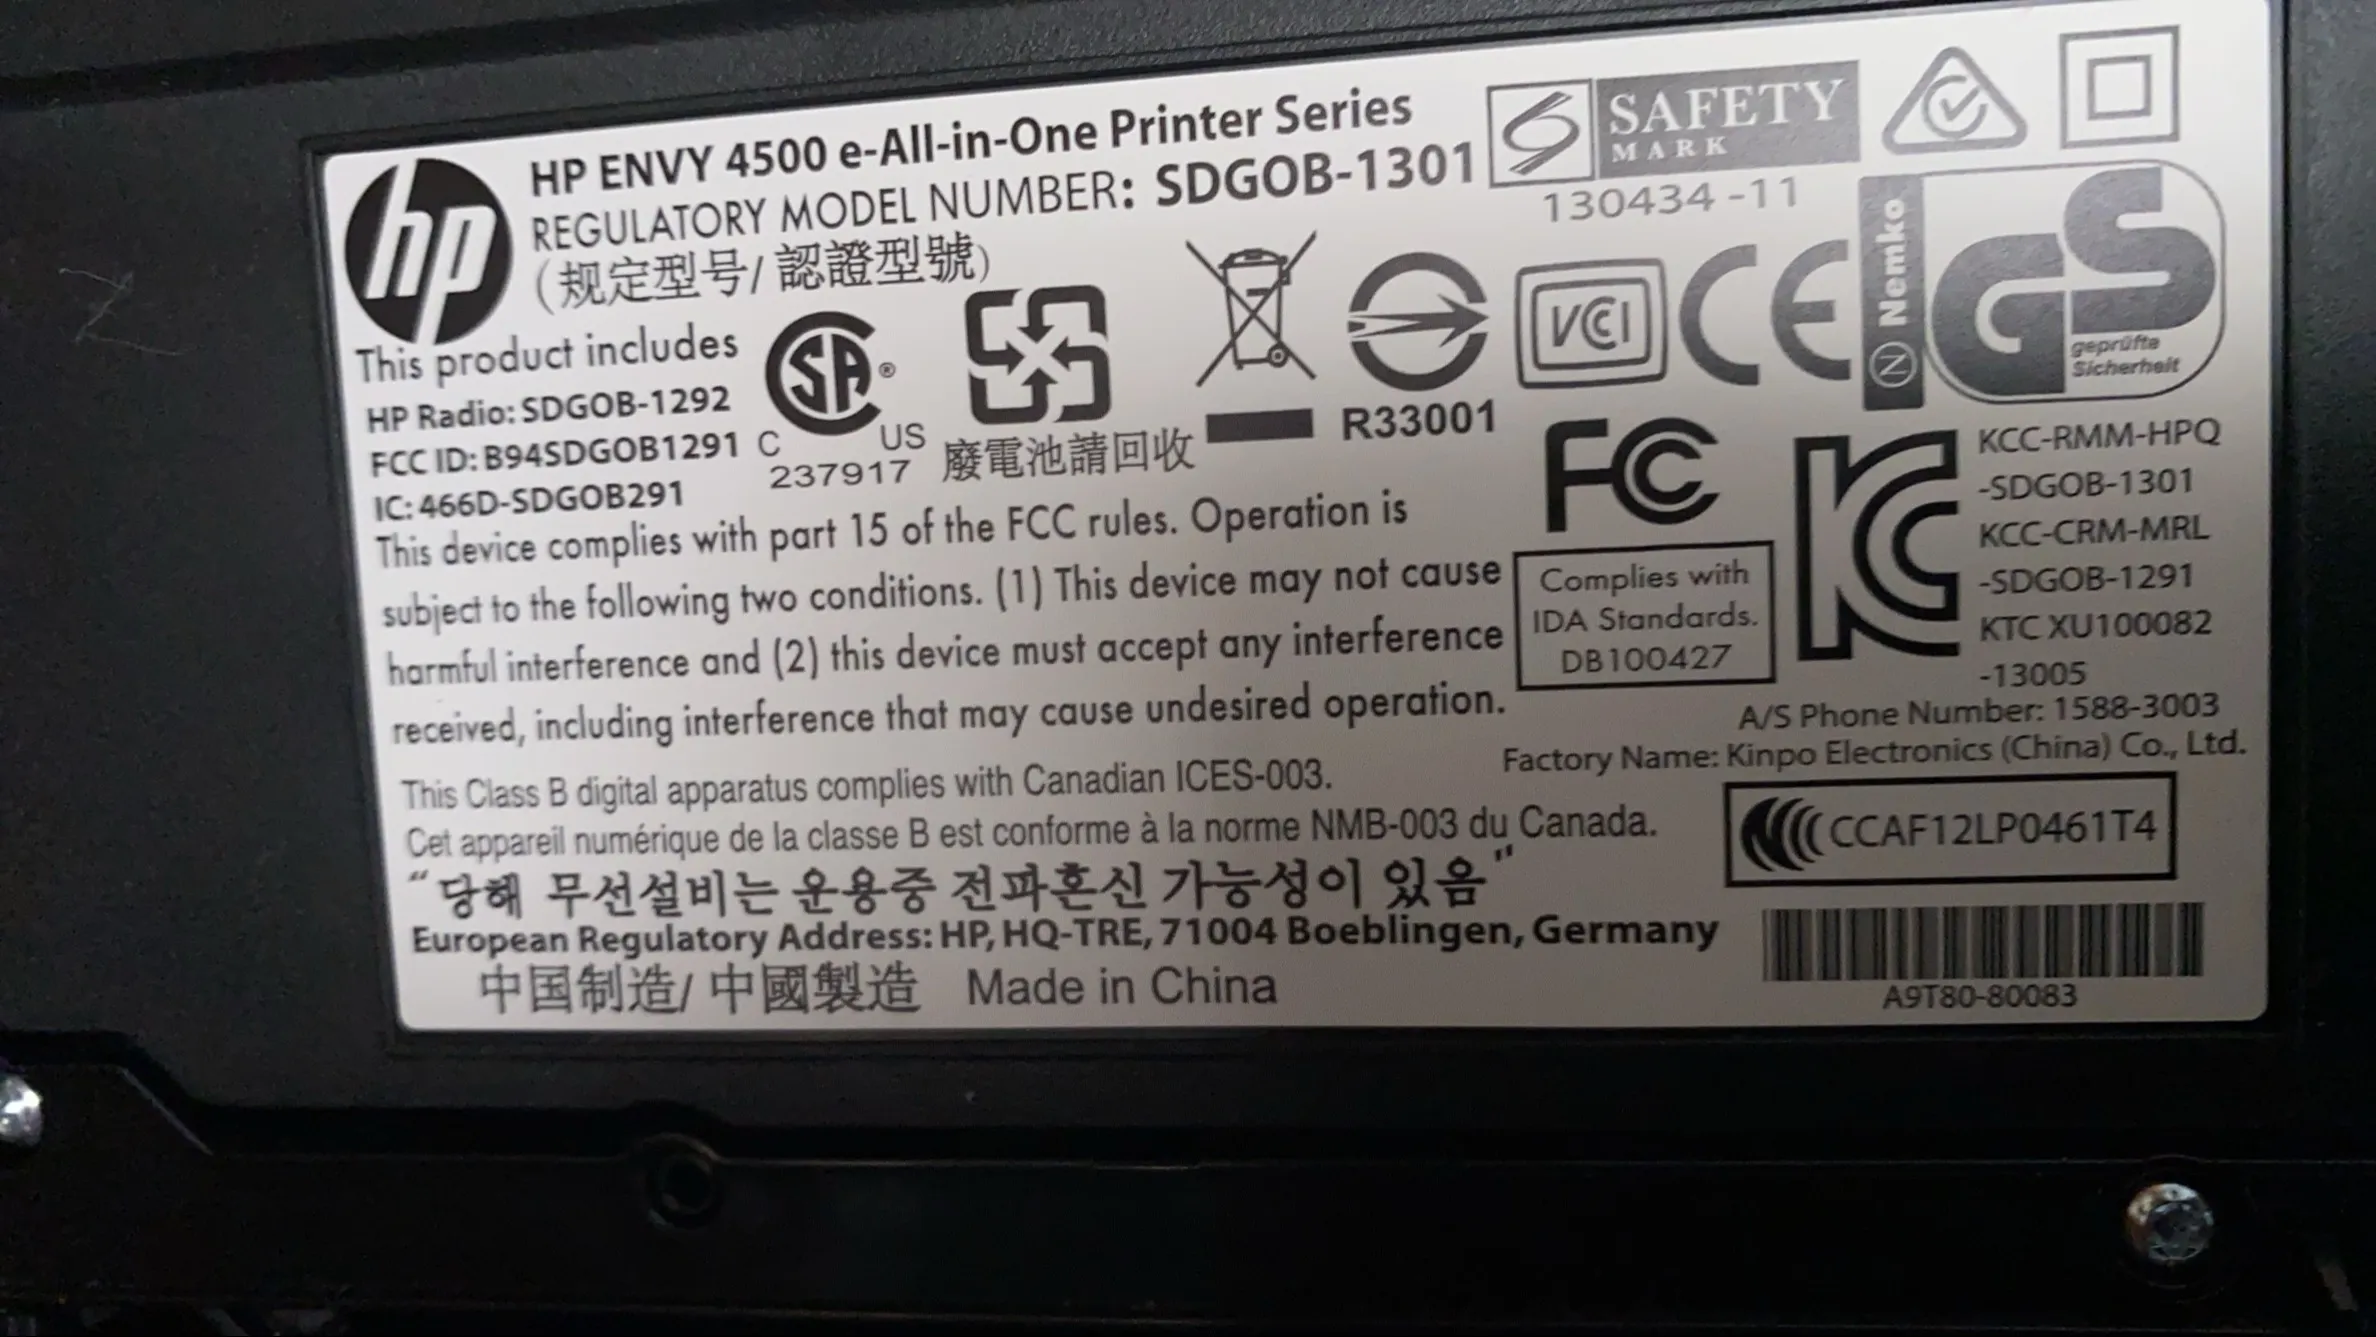 hp
HP ENVY 4500 e-All-in-One Printer Series
REGULATORY MODEL NUMBER: SDGOB-1301
(规定型号/ 認證型號)
SAFETY
MARK
130434 -11
This product includes
HP Radio: SDGOB-1292
FCC ID: B94SDGOB1291
IC: 466D-SDGOB291
SA ®
C US
237917
廢電池請回收
R33001
VCI
CE
N Nemko
GS
geprüfte
Sicherheit
FC
Complies with
IDA Standards.
DB100427
KC
KCC-RMM-HPQ
-SDGOB-1301
KCC-CRM-MRL
-SDGOB-1291
KTC XU100082
-13005
This device complies with part 15 of the FCC rules. Operation is
subject to the following two conditions. (1) This device may not cause
harmful interference and (2) this device must accept any interference
received, including interference that may cause undesired operation.
A/S Phone Number: 1588-3003
Factory Name: Kinpo Electronics (China) Co., Ltd.
This Class B digital apparatus complies with Canadian ICES-003.
Cet appareil numérique de la classe B est conforme à la norme NMB-003 du Canada.
CCAF12LP0461T4
"당해 무선설비는 운용중 전파혼신 가능성이 있음"
European Regulatory Address: HP, HQ-TRE, 71004 Boeblingen, Germany
中国制造/ 中國製造 Made in China
A9T80-80083